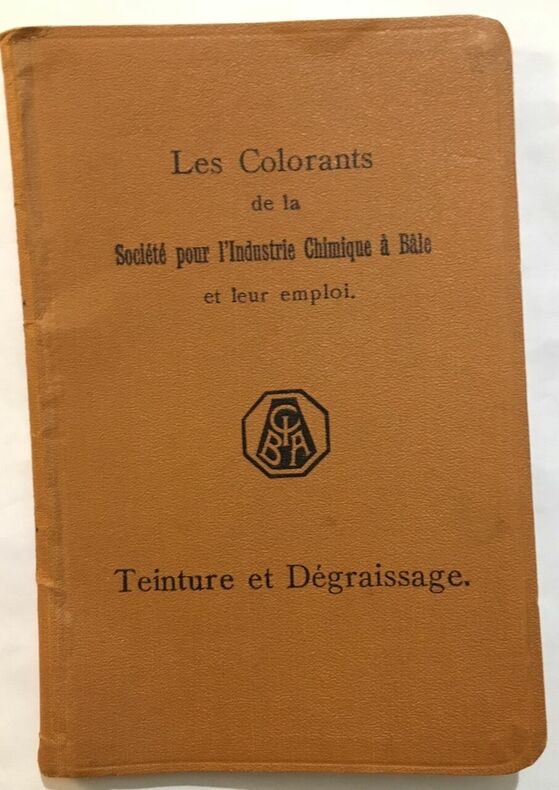 Les Colorants
de la
Société pour l'Industrie Chimique à Bâle
et leur emploi.
CIBA
Teinture et Dégraissage.